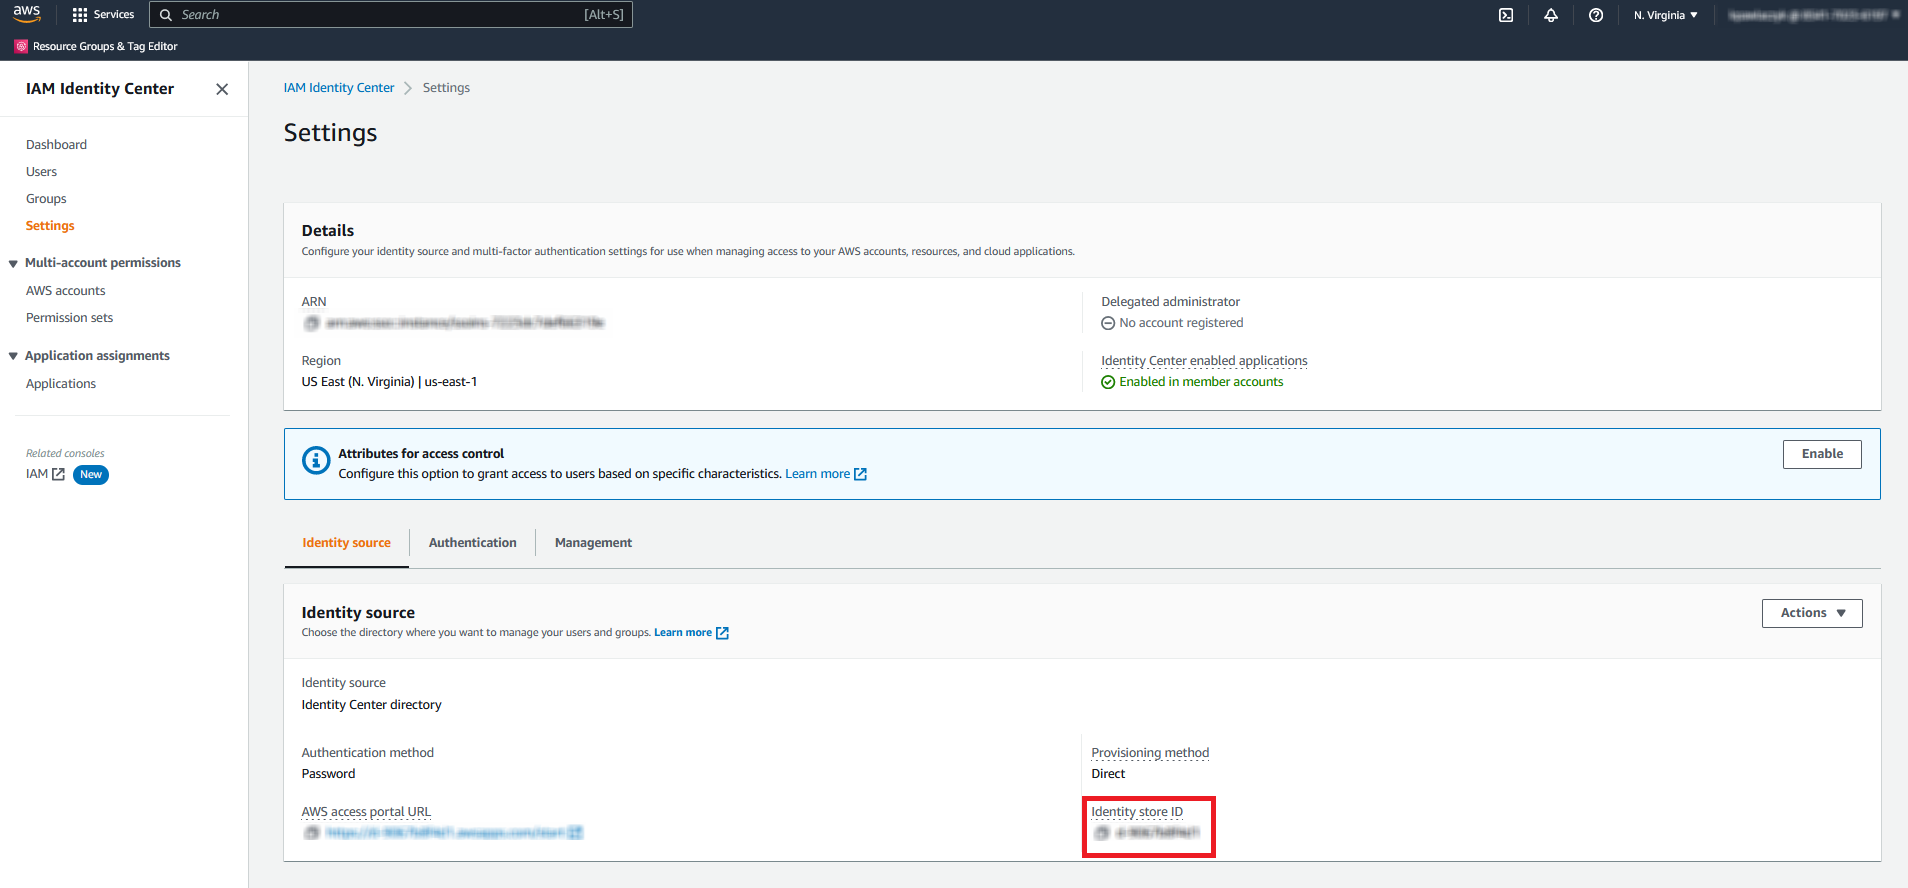 aws
Services
Search
[Alt+S]
N. Virginia
Resource Groups & Tag Editor
IAM Identity Center
Dashboard
Users
Groups
Settings
Multi-account permissions
AWS accounts
Permission sets
Application assignments
Applications
Related consoles
IAM
New
IAM Identity Center
Settings
Settings
Details
Configure your identity source and multi-factor authentication settings for use when managing access to your AWS accounts, resources, and cloud applications.
ARN
Delegated administrator
No account registered
Region
US East (N. Virginia) | us-east-1
Identity Center enabled applications
Enabled in member accounts
Attributes for access control
Configure this option to grant access to users based on specific characteristics. Learn more
Enable
Identity source
Authentication
Management
Identity source
Choose the directory where you want to manage your users and groups. Learn more
Actions
Identity source
Identity Center directory
Authentication method
Password
Provisioning method
Direct
AWS access portal URL
Identity store ID